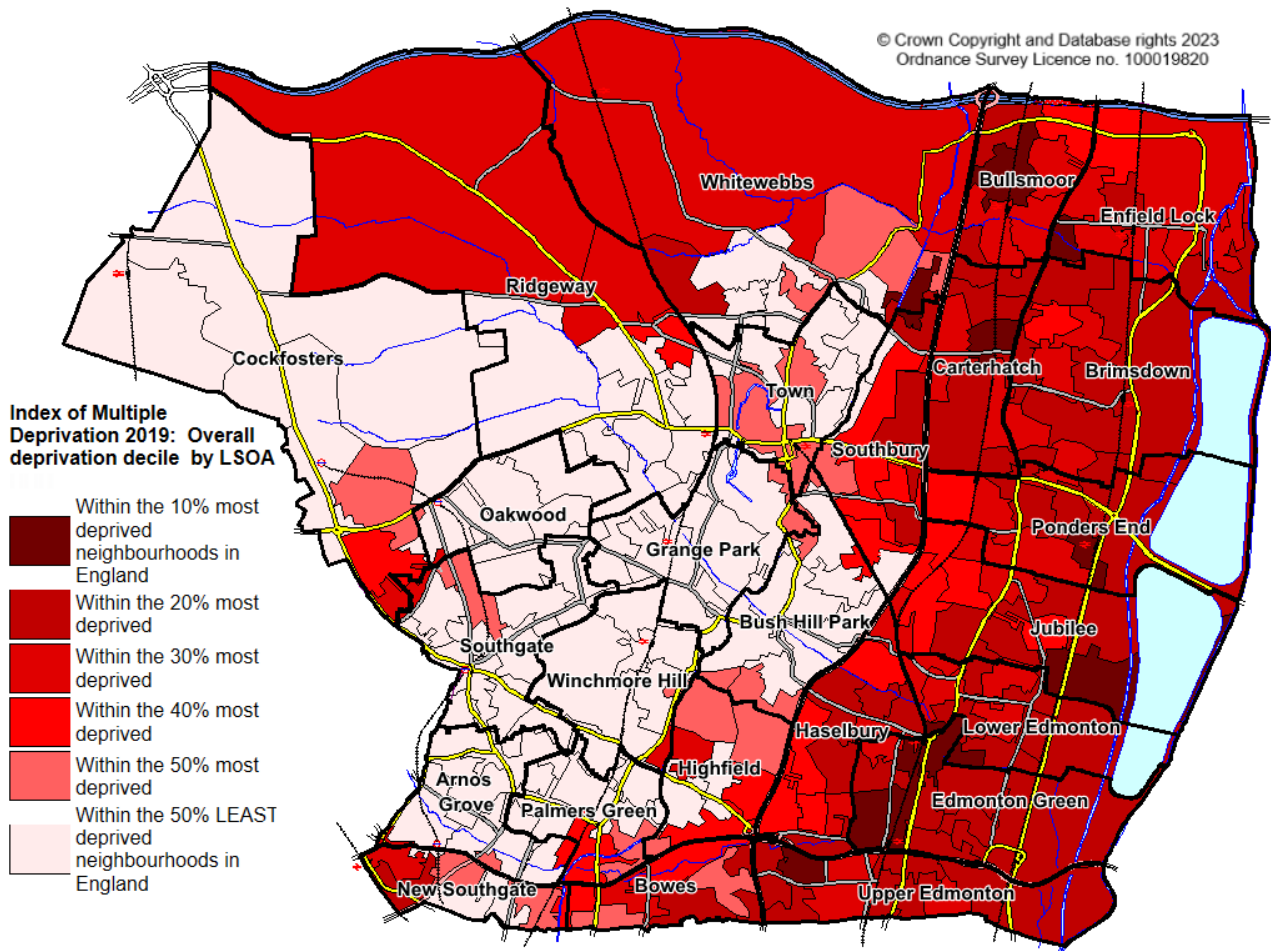 © Crown Copyright and Database rights 2023
Ordnance Survey Licence no. 100019820
Whitewebbs
Bullsmoor
Enfield Lock
Ridgeway
Cockfosters
Carterhatch
Brimsdown
Town
Southbury
Index of Multiple
Deprivation 2019: Overall
deprivation decile by LSOA
Within the 10% most
deprived
neighbourhoods in
England
Within the 20% most
deprived
Within the 30% most
deprived
Within the 40% most
deprived
Within the 50% most
deprived
Within the 50% LEAST
deprived
neighbourhoods in
England
Oakwood
Ponders End
Grange Park
Bush Hill Park
Jubilee
Southgate
Winchmore Hill
Haselbury
Lower Edmonton
Highfield
Arnos
Grove
Palmers Green
Edmonton Green
New Southgate
Bowes
Upper Edmonton